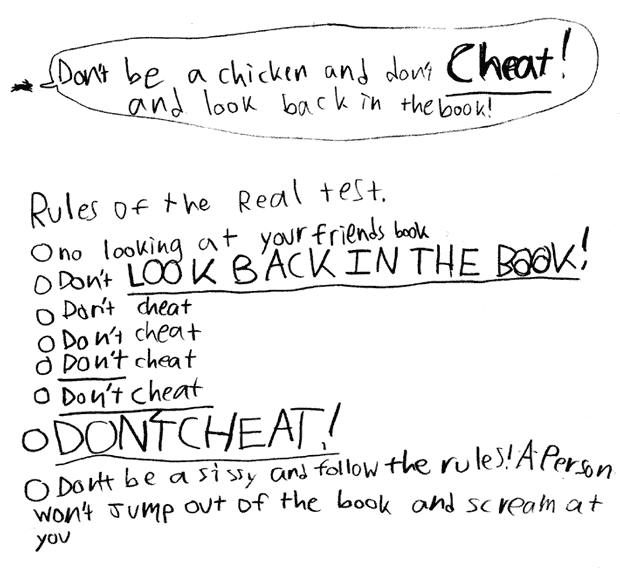 Don't be a chicken and don't Cheat!
and look back in the book!
Rules of the Real test.
no looking at your friends book
Don't LOOK BACK IN THE BOOK!
Don't cheat
Don't cheat
Don't cheat
Don't cheat
DON'T CHEAT!
Don't be a sissy and follow the rules! A Person
won't Jump out of the book and scream at
you